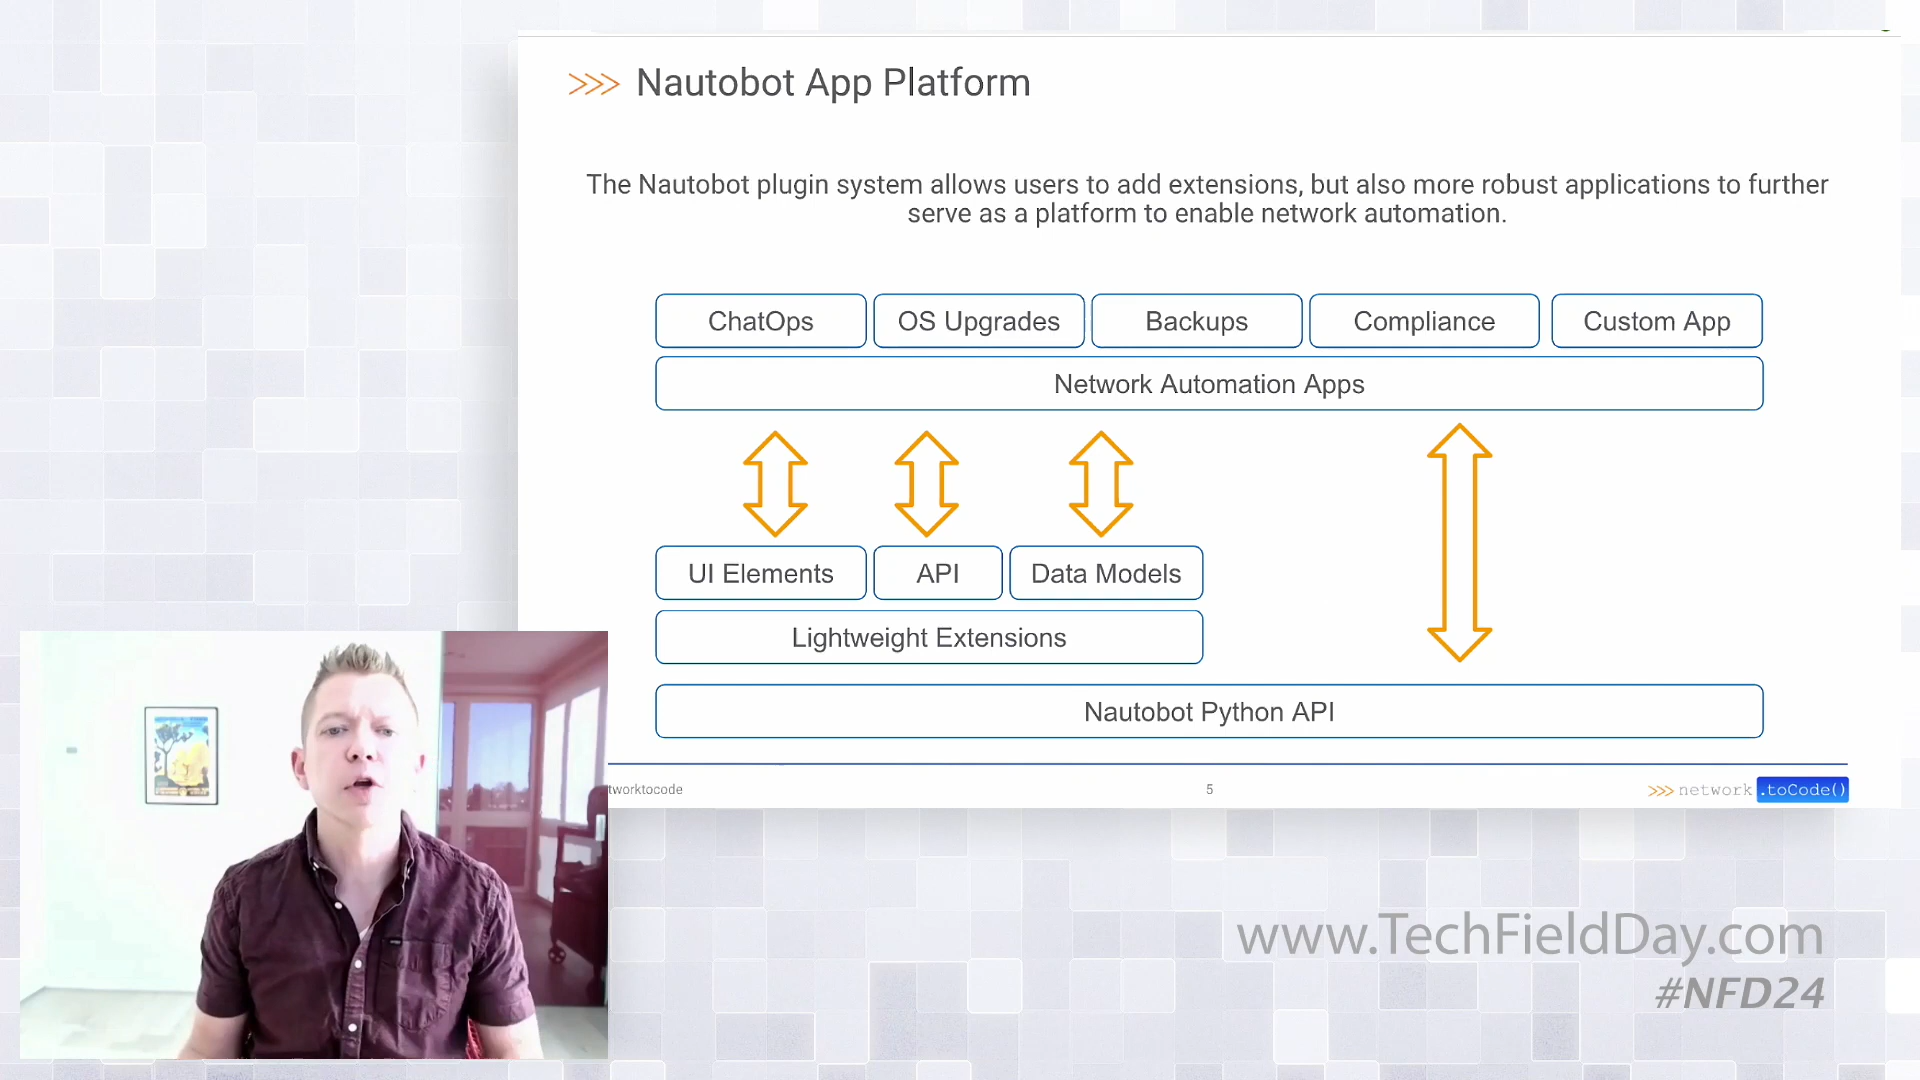 >>> Nautobot App Platform
The Nautobot plugin system allows users to add extensions, but also more robust applications to further
serve as a platform to enable network automation.
ChatOps
OS Upgrades
Backups
Compliance
Custom App
Network Automation Apps
UI Elements
API
Data Models
Lightweight Extensions
Nautobot Python API
tworktocode
5
>>> network .toCode()
www.TechFieldDay.com
#NFD24